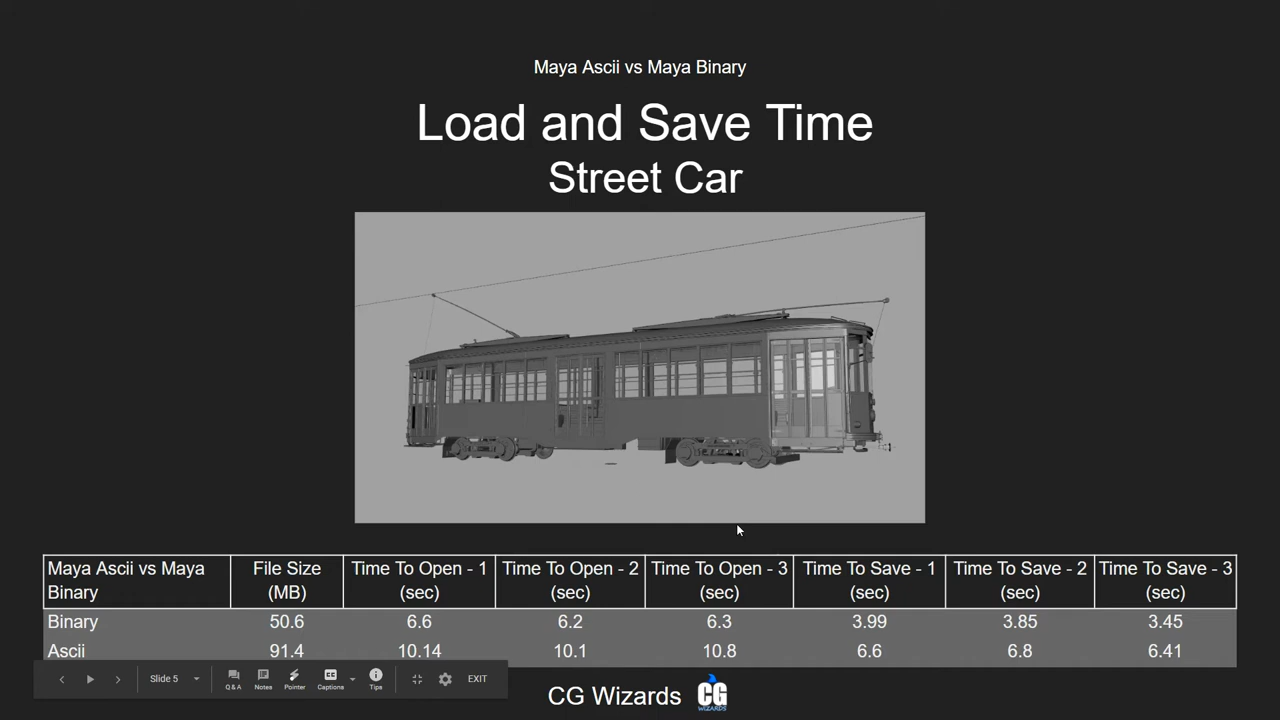 Maya Ascii vs Maya Binary
Load and Save Time
Street Car
Maya Ascii vs Maya Binary File Size (MB) Time To Open - 1 (sec) Time To Open - 2 (sec) Time To Open - 3 (sec) Time To Save - 1 (sec) Time To Save - 2 (sec) Time To Save - 3 (sec)
Binary 50.6 6.6 6.2 6.3 3.99 3.85 3.45
Ascii 91.4 10.14 10.1 10.8 6.6 6.8 6.41
Slide 5 Q & A Notes Pointer Captions Tips EXIT
CG Wizards CG
WIZARDS